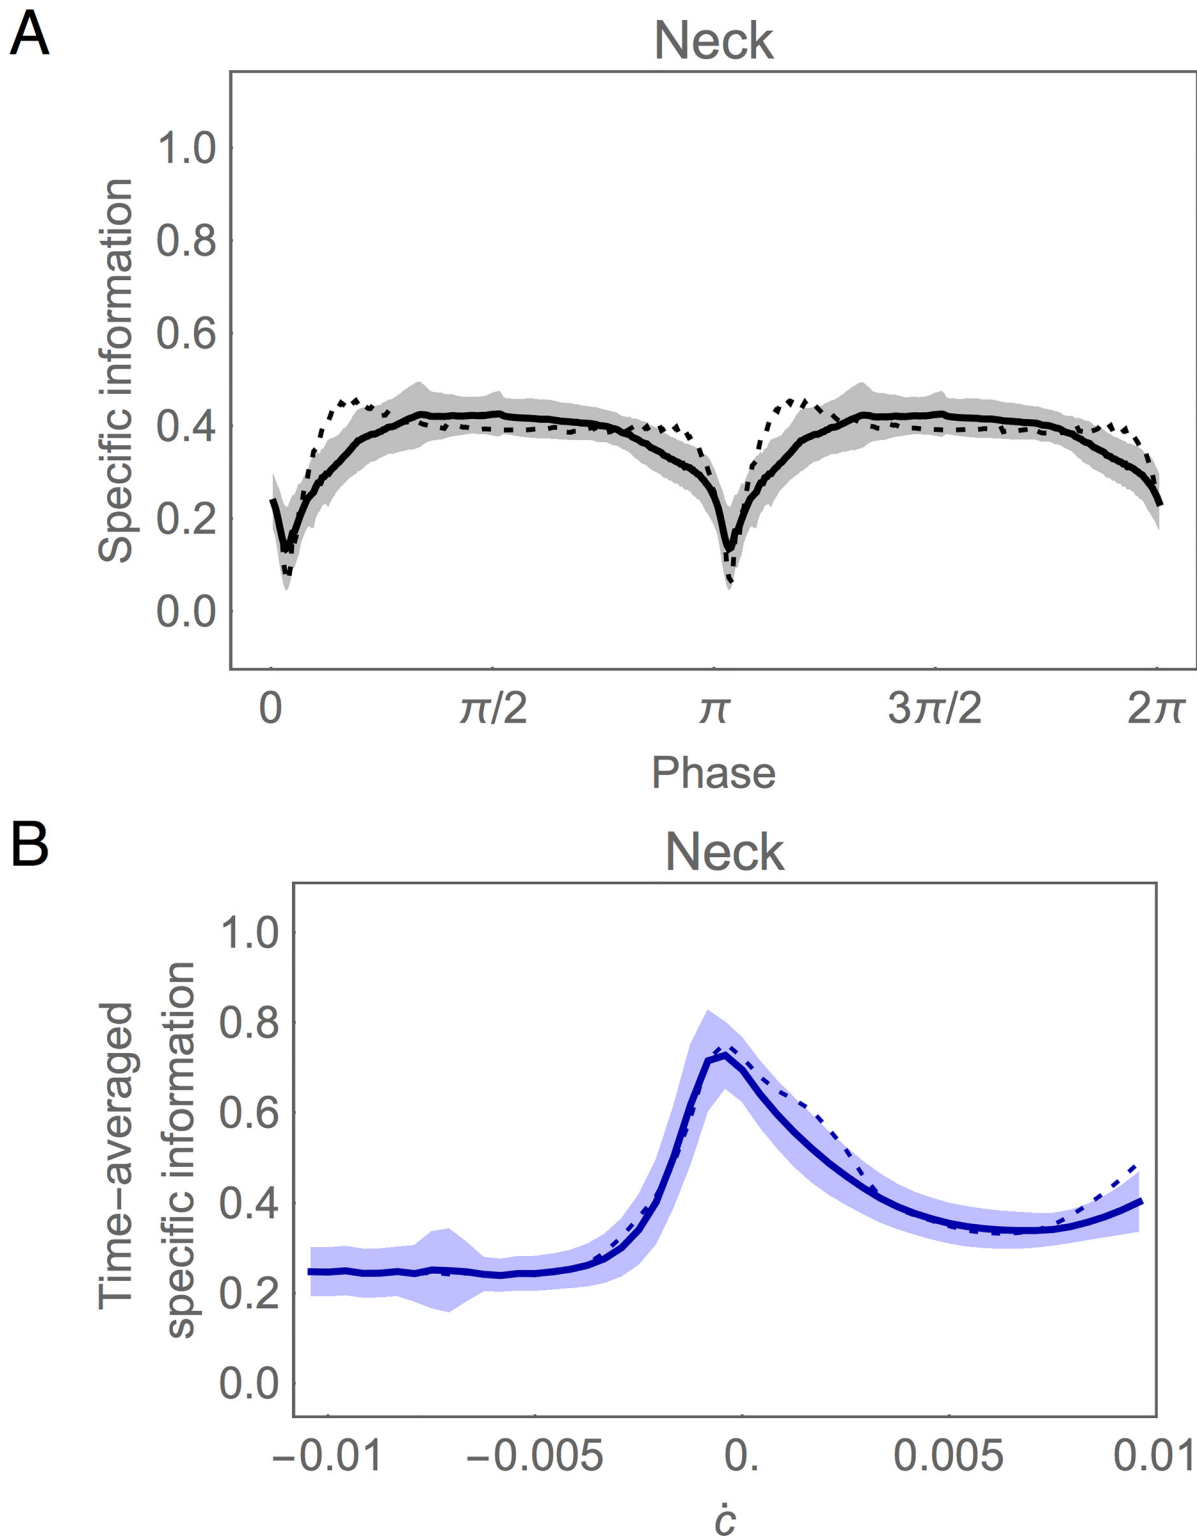 A
Neck
Specific information
1.0
0.8
0.6
0.4
0.2
0.0
0 π/2 π 3π/2 2π
Phase
B
Neck
Time−averaged
specific information
1.0
0.8
0.6
0.4
0.2
0.0
−0.01 −0.005 0. 0.005 0.01
ċ